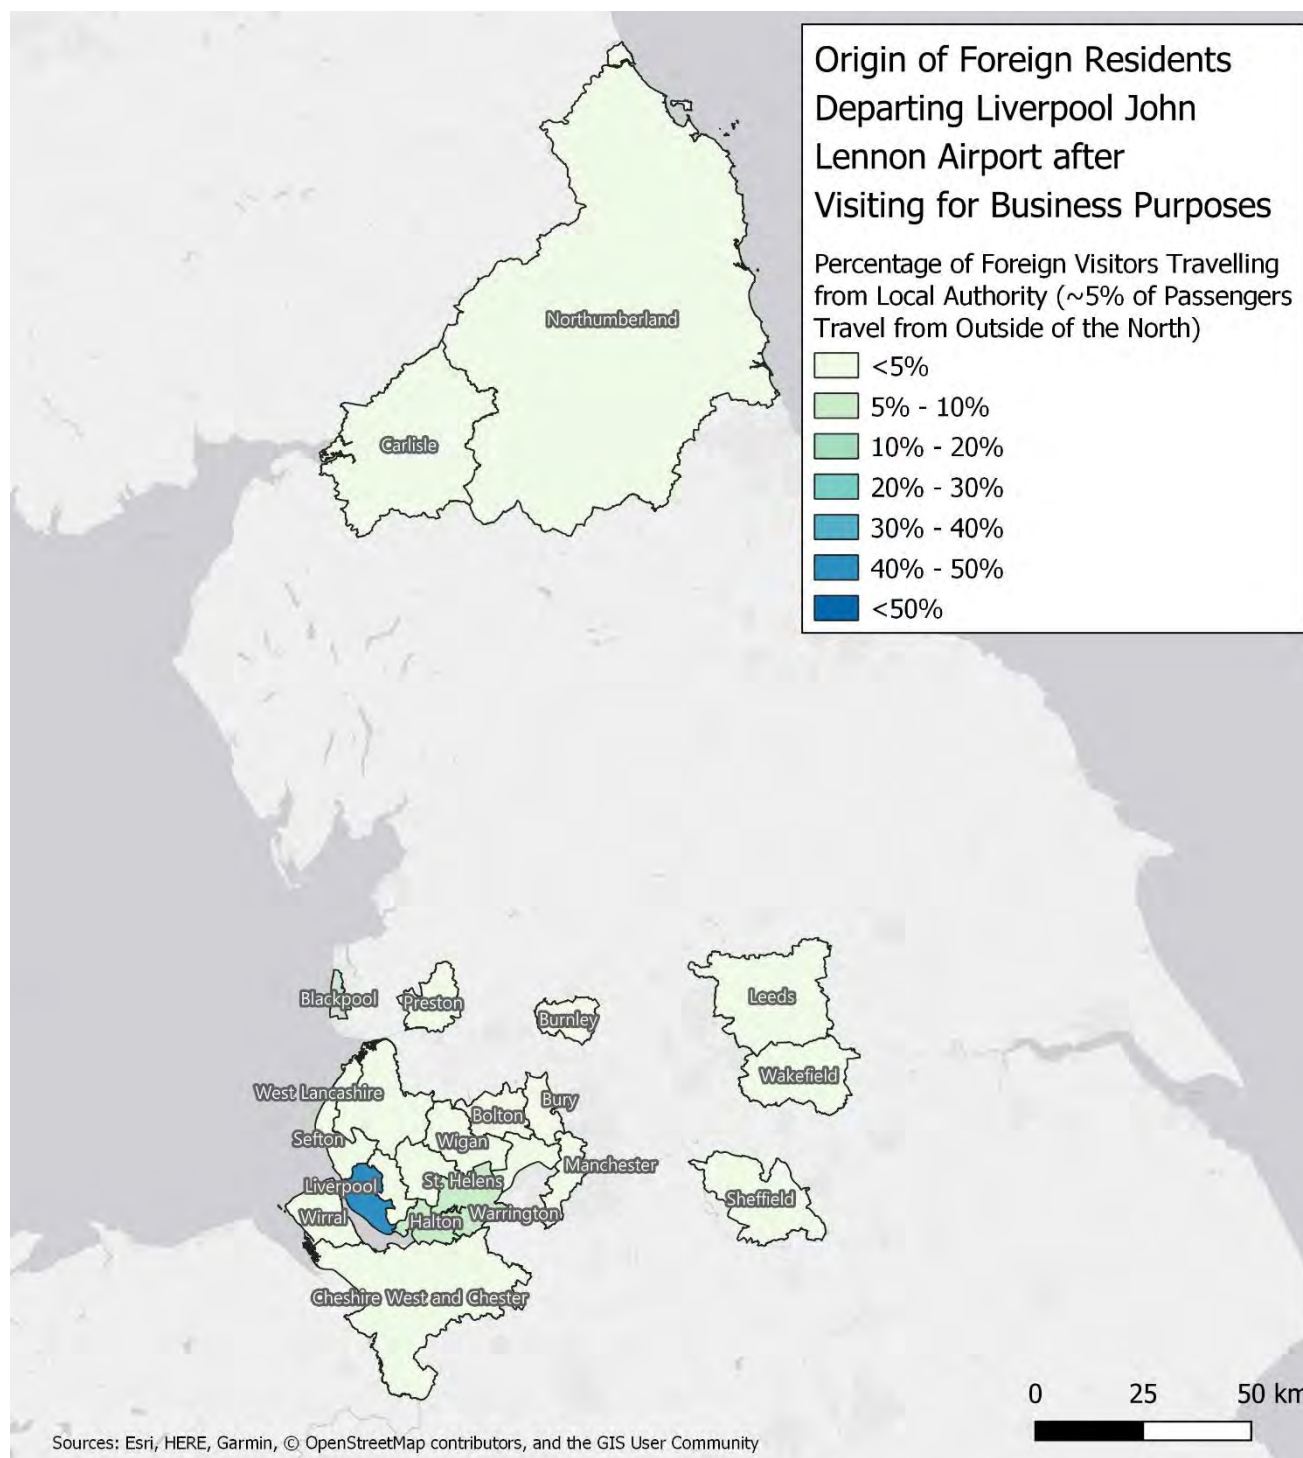 Origin of Foreign Residents
Departing Liverpool John
Lennon Airport after
Visiting for Business Purposes
Percentage of Foreign Visitors Travelling
from Local Authority (~5% of Passengers
Travel from Outside of the North)
<5%
5% - 10%
10% - 20%
20% - 30%
30% - 40%
40% - 50%
<50%
Northumberland
Carlisle
Blackpool
Preston
Burnley
Leeds
Wakefield
West Lancashire
Bury
Bolton
Sefton
Wigan
Manchester
St. Helens
Liverpool
Sheffield
Wirral
Halton
Warrington
Cheshire West and Chester
0 25 50 km
Sources: Esri, HERE, Garmin, © OpenStreetMap contributors, and the GIS User Community